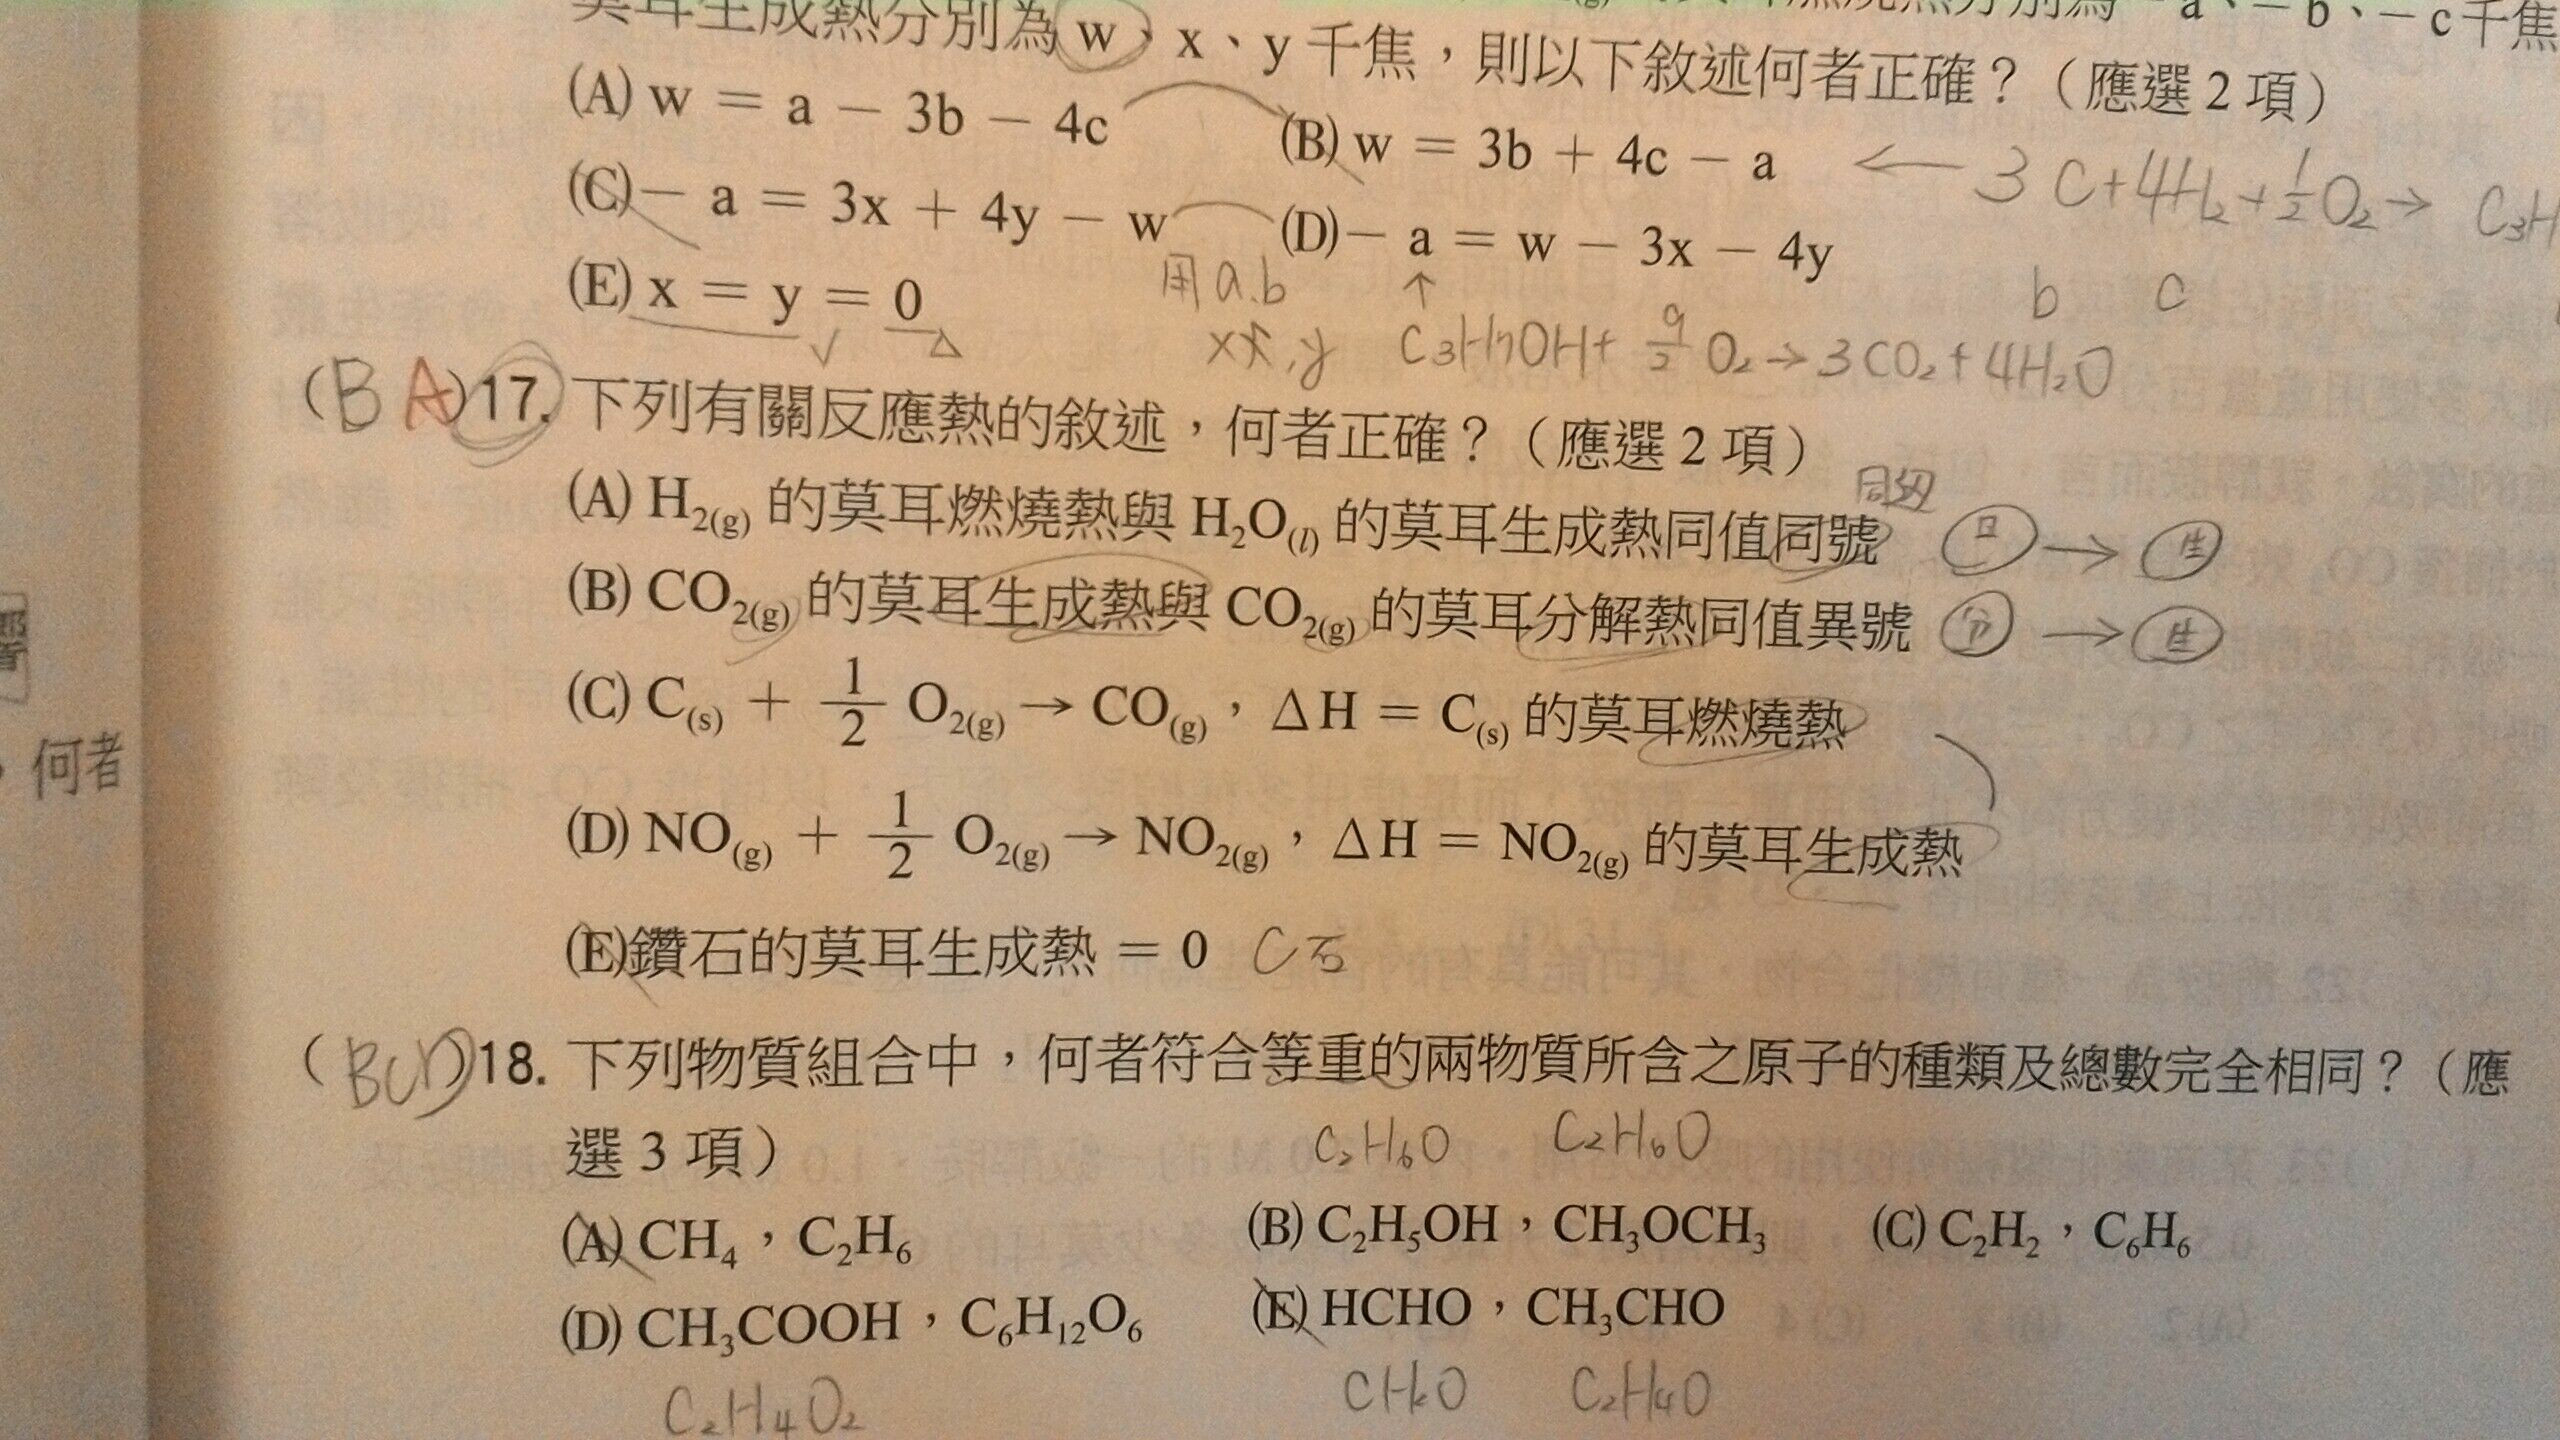 莫耳生成熱分別為 w、x、y 千焦，則以下敘述何者正確？（應選 2 項）
(A) w = a − 3b − 4c
(B) w = 3b + 4c − a ← 3C+4H₂+½O₂→ C₃H
(C) − a = 3x + 4y − w
(D) − a = w − 3x − 4y
(E) x = y = 0
用 a.b
↑
b c
x, y
C₃H₇OH+ 9/2 O₂→3CO₂+4H₂O
(B A) 17. 下列有關反應熱的敘述，何者正確？（應選 2 項）
(A) H₂(g) 的莫耳燃燒熱與 H₂O(l) 的莫耳生成熱同值同號 → 生
(B) CO₂(g) 的莫耳生成熱與 CO₂(g) 的莫耳分解熱同值異號 分 → 生
(C) C(s) + 1/2 O₂(g) → CO(g)，ΔH = C(s) 的莫耳燃燒熱
(D) NO(g) + 1/2 O₂(g) → NO₂(g)，ΔH = NO₂(g) 的莫耳生成熱
(E) 鑽石的莫耳生成熱 = 0 C石
，何者
(BCD) 18. 下列物質組合中，何者符合等重的兩物質所含之原子的種類及總數完全相同？（應
選 3 項）
C₂H₆O C₂H₆O
(A) CH₄，C₂H₆ (B) C₂H₅OH，CH₃OCH₃ (C) C₂H₂，C₆H₆
(D) CH₃COOH，C₆H₁₂O₆ (E) HCHO，CH₃CHO
C₂H₄O₂ CH₂O C₂H₄O